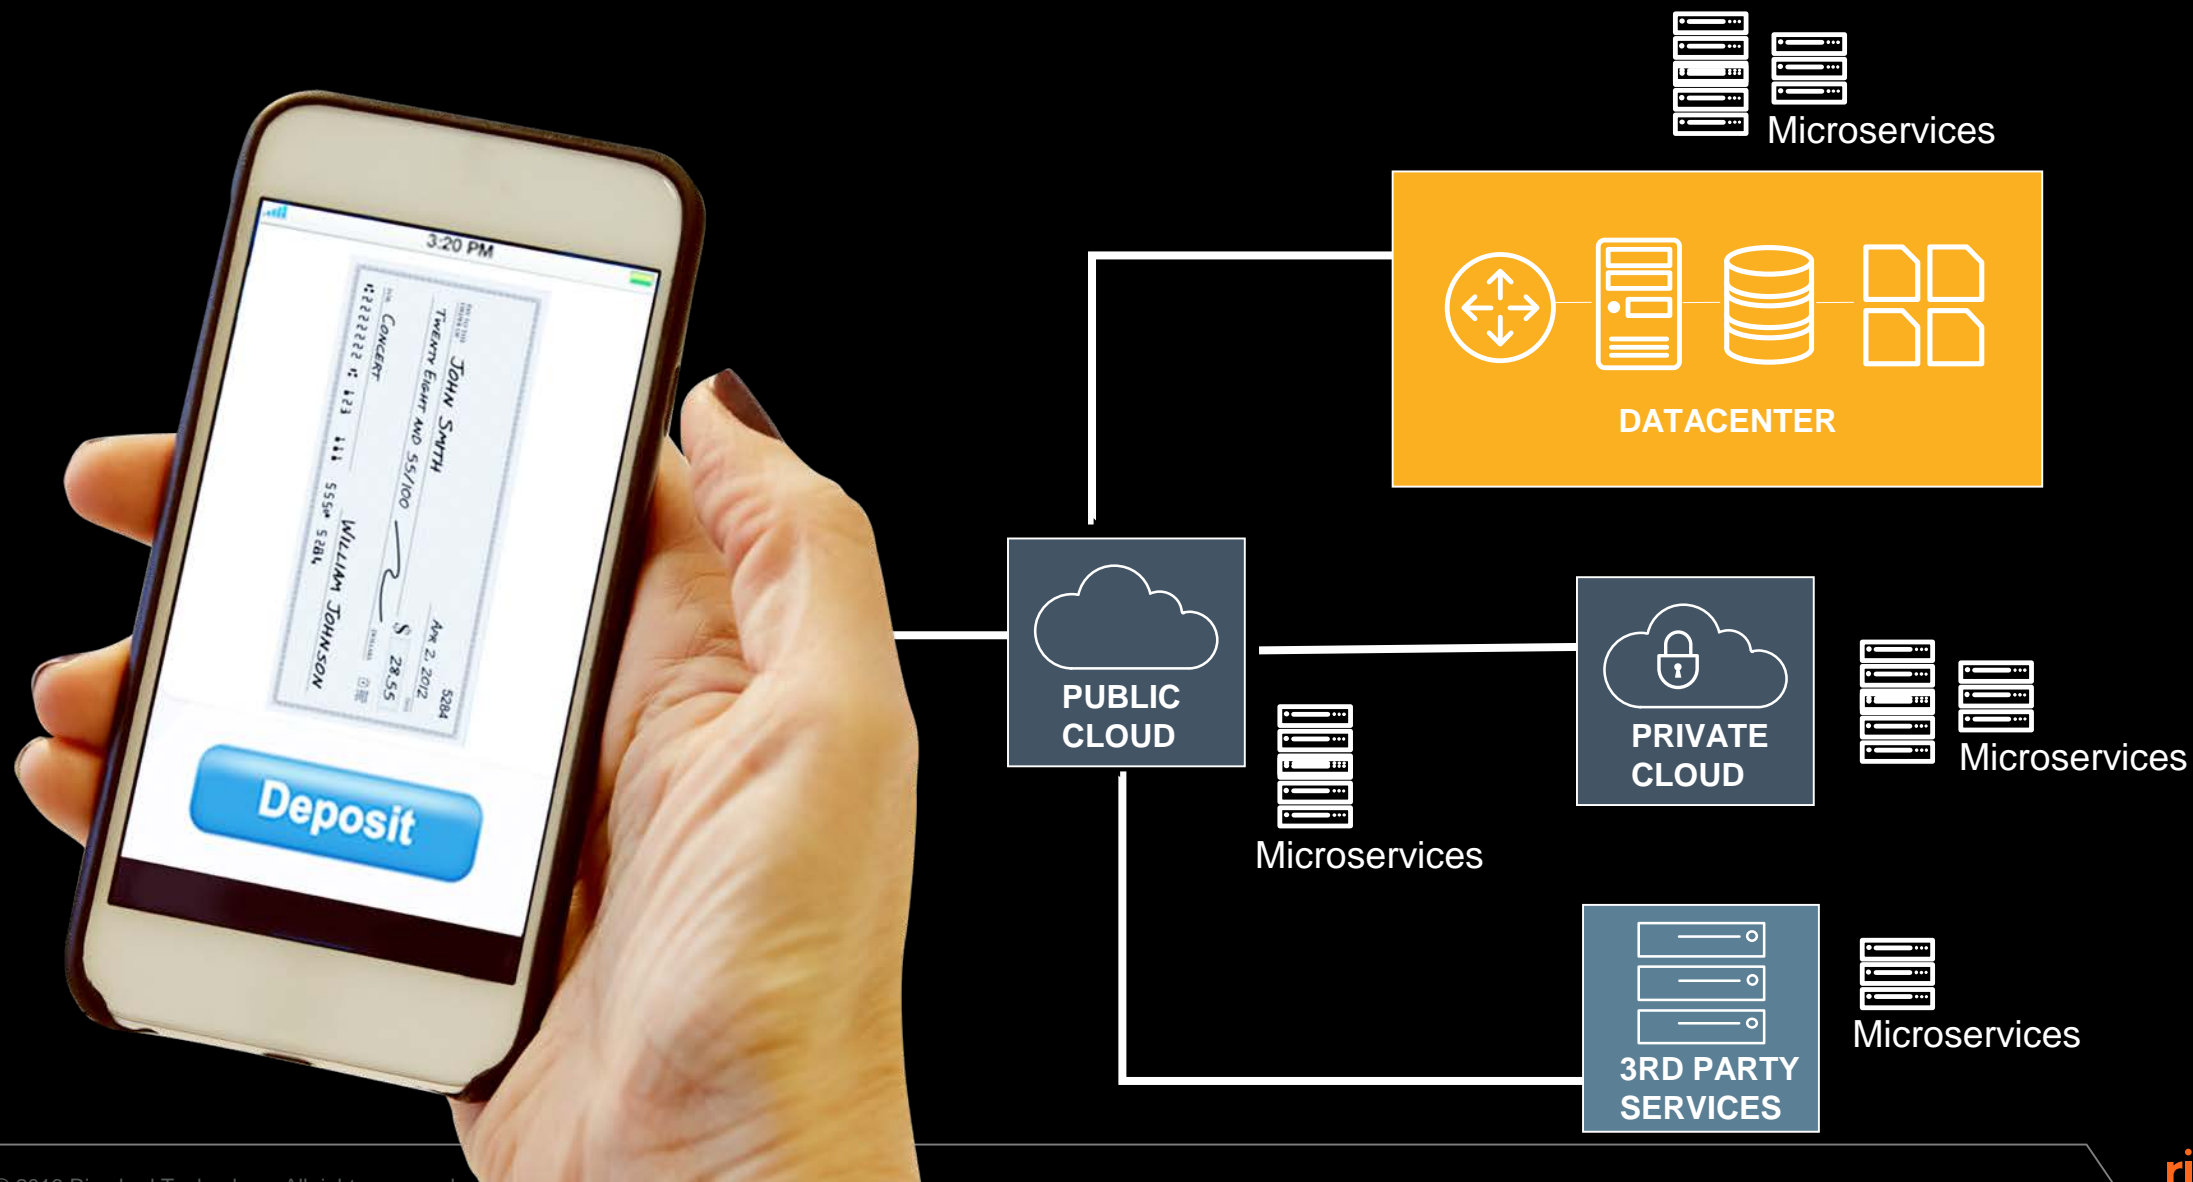 3:20 PM
5284
APR. 2, 2012
JOHN SMITH
$ 28.55
TWENTY EIGHT AND 55/100
CONCERT
WILLIAM JOHNSON
Deposit
Microservices
DATACENTER
PUBLIC
CLOUD
Microservices
PRIVATE
CLOUD
Microservices
3RD PARTY
SERVICES
Microservices
ri